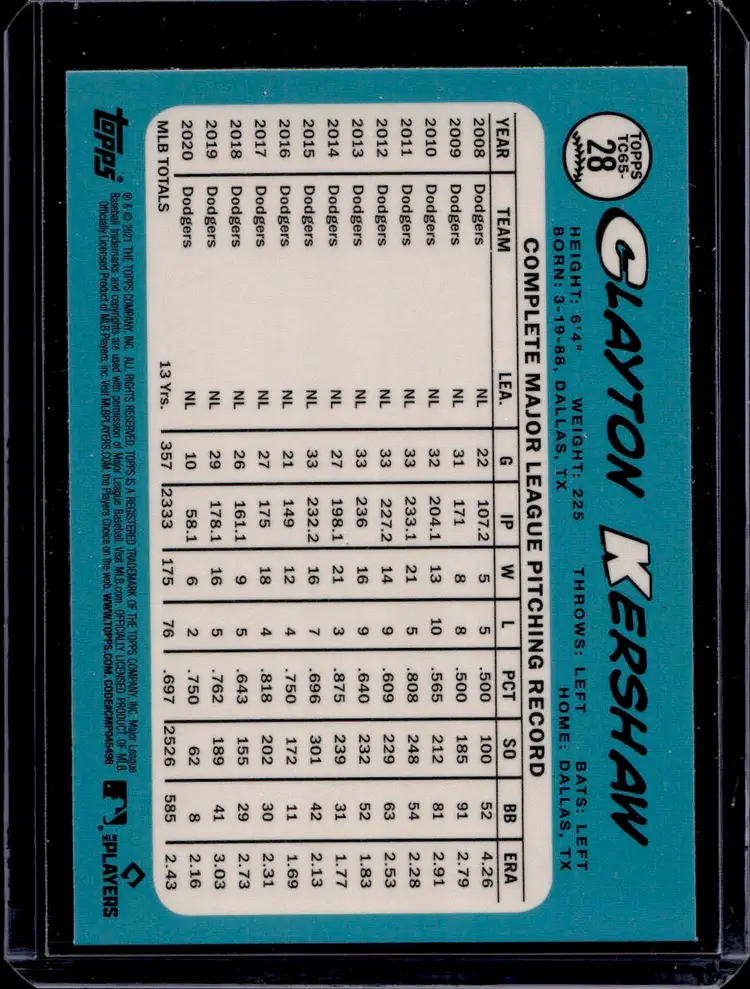 TOPPS
TC65-
28
CLAYTON KERSHAW
HEIGHT: 6'4" WEIGHT: 225 THROWS: LEFT BATS: LEFT
BORN: 3-19-88, DALLAS, TX HOME: DALLAS, TX
COMPLETE MAJOR LEAGUE PITCHING RECORD
YEAR TEAM LEA. G IP W L PCT SO BB ERA
2008 Dodgers NL 22 107.2 5 5 .500 100 52 4.26
2009 Dodgers NL 31 171 8 8 .500 185 91 2.79
2010 Dodgers NL 32 204.1 13 10 .565 212 81 2.91
2011 Dodgers NL 33 233.1 21 5 .808 248 54 2.28
2012 Dodgers NL 33 227.2 14 9 .609 229 63 2.53
2013 Dodgers NL 33 236 16 9 .640 232 52 1.83
2014 Dodgers NL 27 198.1 21 3 .875 239 31 1.77
2015 Dodgers NL 33 232.2 16 7 .696 301 42 2.13
2016 Dodgers NL 21 149 12 4 .750 172 11 1.69
2017 Dodgers NL 27 175 18 4 .818 202 30 2.31
2018 Dodgers NL 26 161.1 9 5 .643 155 29 2.73
2019 Dodgers NL 29 178.1 16 5 .762 189 41 3.03
2020 Dodgers NL 10 58.1 6 2 .750 62 8 2.16
MLB TOTALS 13 Yrs. 357 2333 175 76 .697 2526 585 2.43
topps®
® & © 2021 THE TOPPS COMPANY, INC. ALL RIGHTS RESERVED. TOPPS IS A REGISTERED TRADEMARK OF THE TOPPS COMPANY, INC. Major League
Baseball trademarks and copyrights are used with permission of Major League Baseball. Visit MLB.com. OFFICIALLY LICENSED PRODUCT OF MLB
Officially Licensed Product of MLB Players, Inc. Visit MLBPLAYERS.COM, the Players Choice on the web. WWW.TOPPS.COM. CODE#CMP045498
MLB PLAYERS